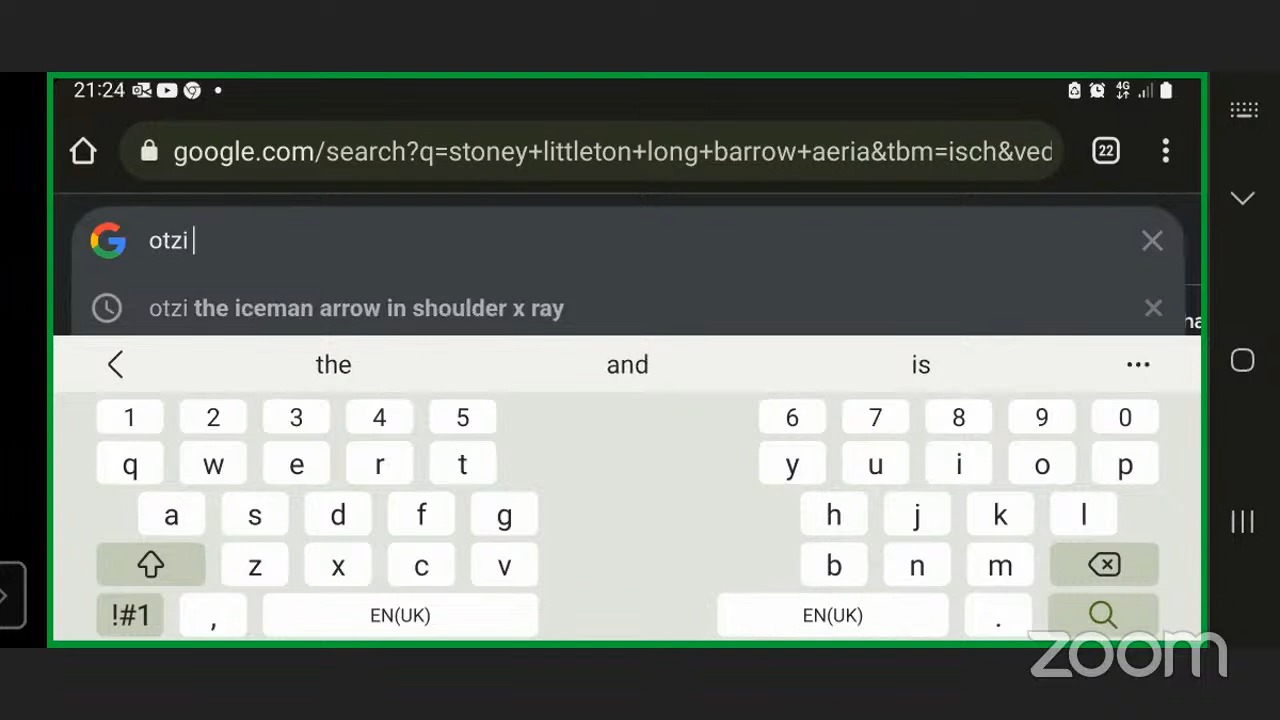 21:24
4G
google.com/search?q=stoney+littleton+long+barrow+aeria&tbm=isch&ved
22
otzi
otzi the iceman arrow in shoulder x ray
the and is ...
1 2 3 4 5 6 7 8 9 0
q w e r t y u i o p
a s d f g h j k l
z x c v b n m
!#1 , EN(UK) EN(UK) .
zoom